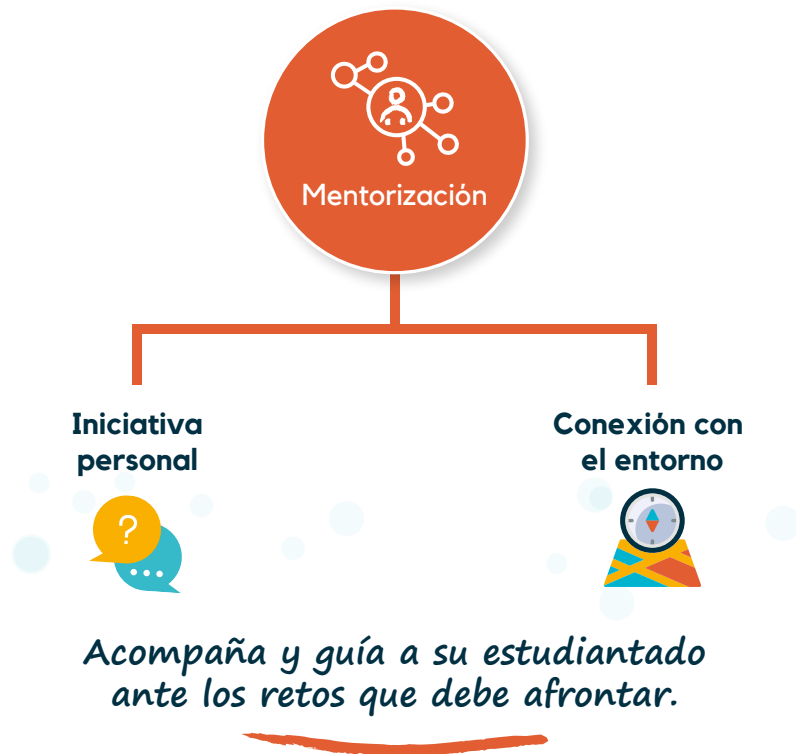 Mentorización
Iniciativa
personal
Conexión con
el entorno
?
Acompaña y guía a su estudiantado
ante los retos que debe afrontar.